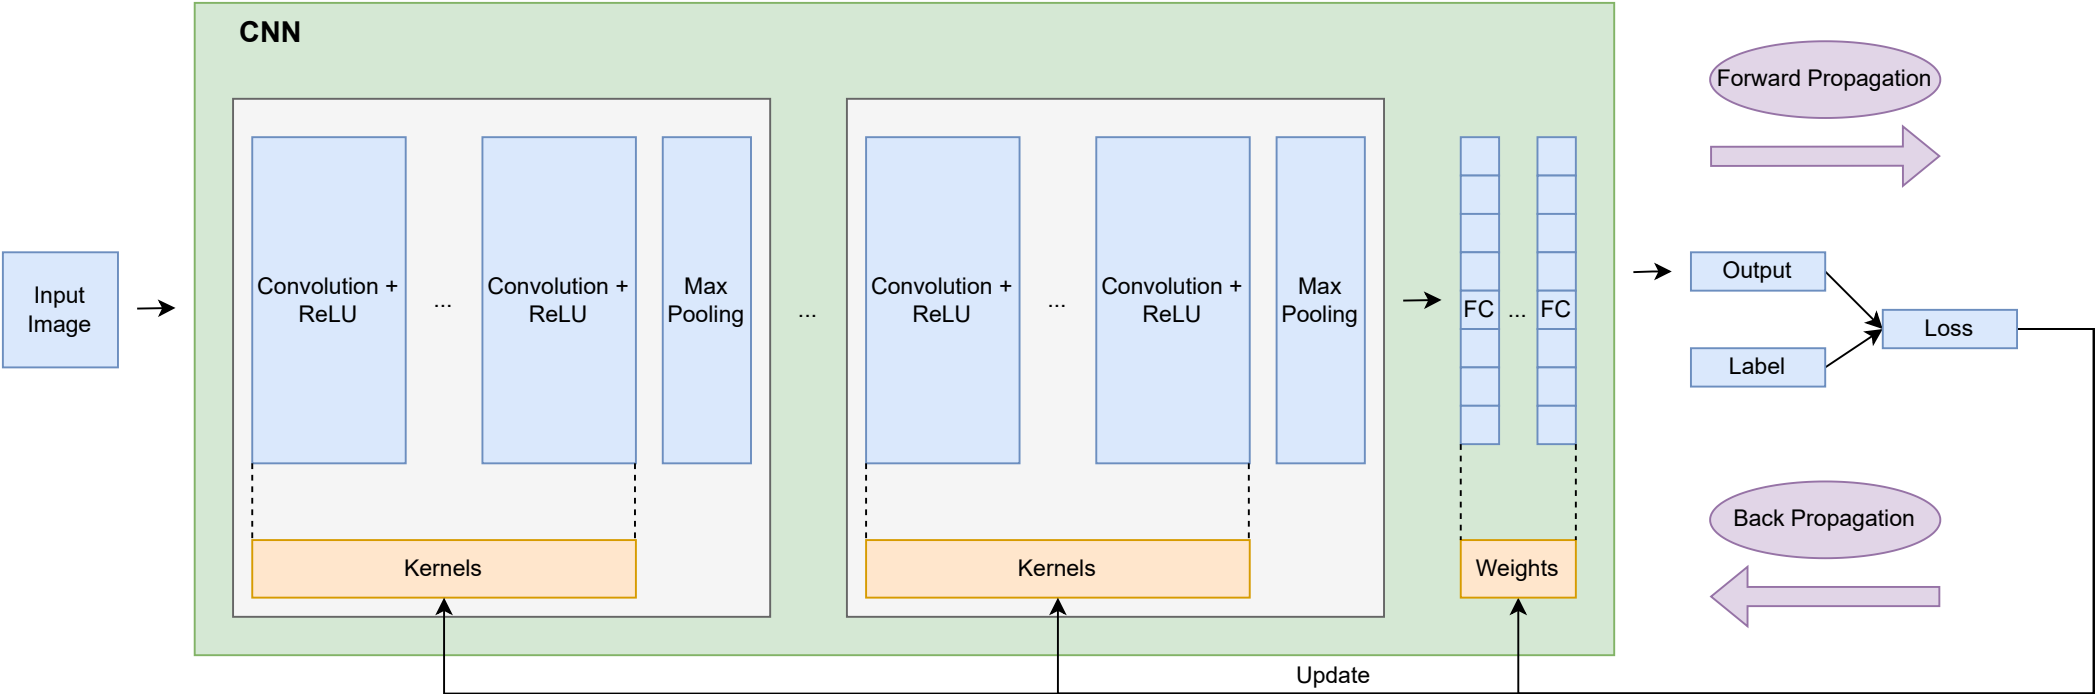 CNN
Forward Propagation
Input
Image
Convolution +
ReLU
...
Convolution +
ReLU
Max
Pooling
...
Convolution +
ReLU
...
Convolution +
ReLU
Max
Pooling
FC
...
FC
Output
Label
Loss
Kernels
Kernels
Weights
Back Propagation
Update